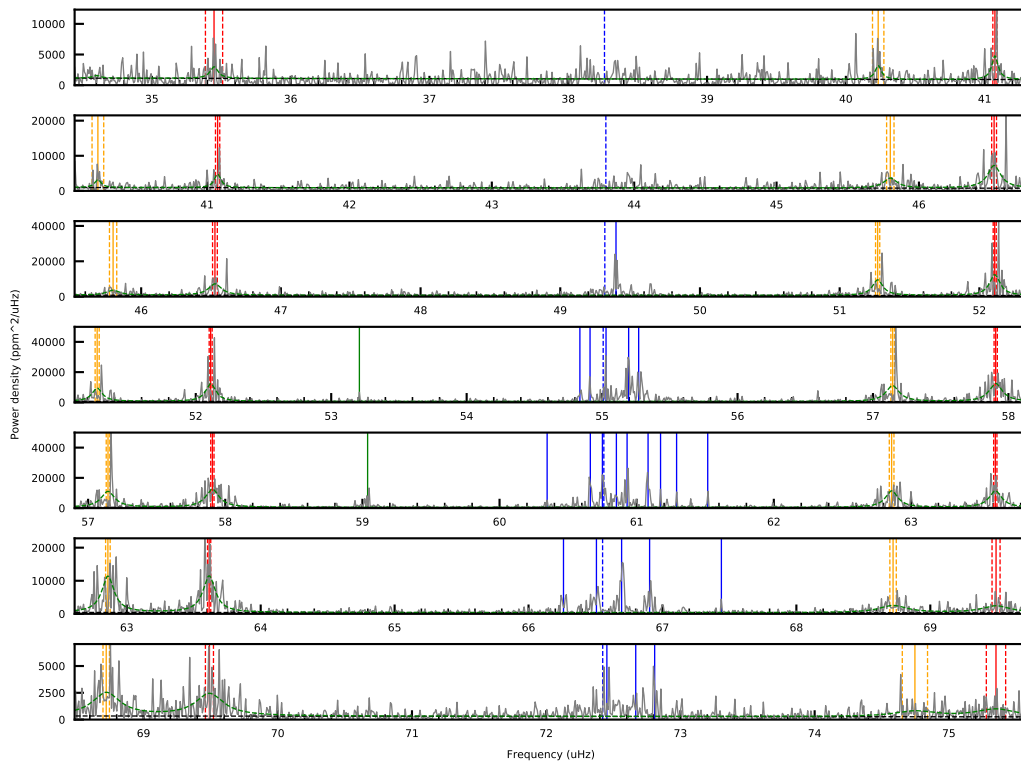 10000
5000
0
35 36 37 38 39 40 41
20000
10000
0
41 42 43 44 45 46
40000
20000
0
46 47 48 49 50 51 52
Power density (ppm^2/uHz)
40000
20000
0
52 53 54 55 56 57 58
40000
20000
0
57 58 59 60 61 62 63
20000
10000
0
63 64 65 66 67 68 69
5000
2500
0
69 70 71 72 73 74 75
Frequency (uHz)